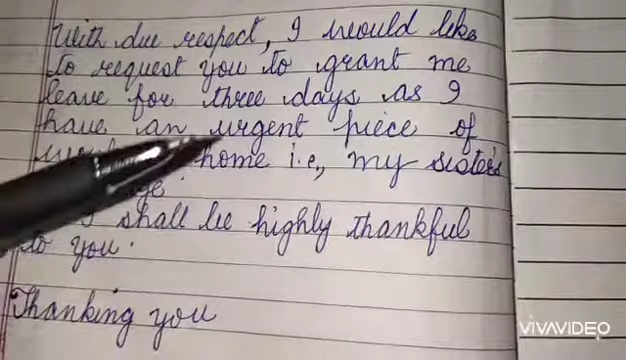 With due respect, I would like
to request you to grant me
leave for three days as I
have an urgent piece of
home i.e., my sister's
shall be highly thankful
to you.
Thanking you
VIVAVIDEO